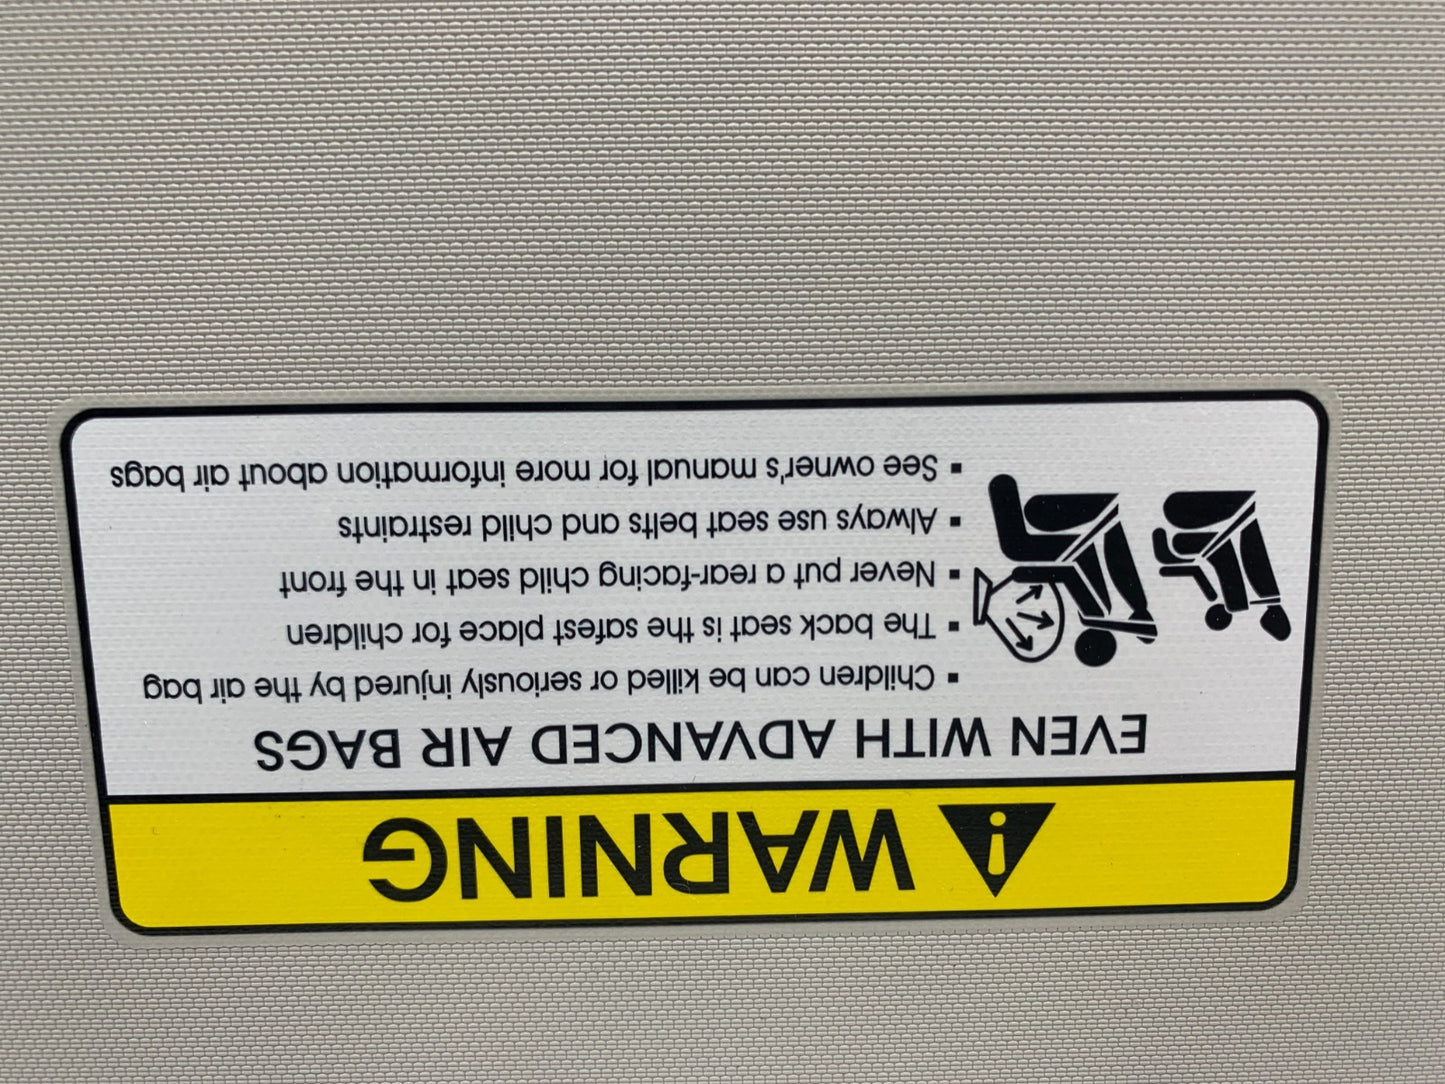 WARNING
EVEN WITH ADVANCED AIR BAGS
▪ Children can be killed or seriously injured by the air bag
▪ The back seat is the safest place for children
▪ Never put a rear-facing child seat in the front
▪ Always use seat belts and child restraints
▪ See owner's manual for more information about air bags